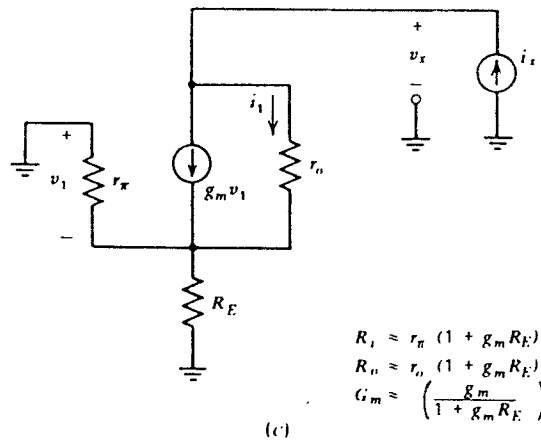 +
v_x
−
i_x
i_1
+
v_1
−
r_π
g_m v_1
r_o
R_E
R_i = r_π (1 + g_m R_E)
R_o = r_o (1 + g_m R_E)
G_m = (g_m / 1 + g_m R_E)
(c)